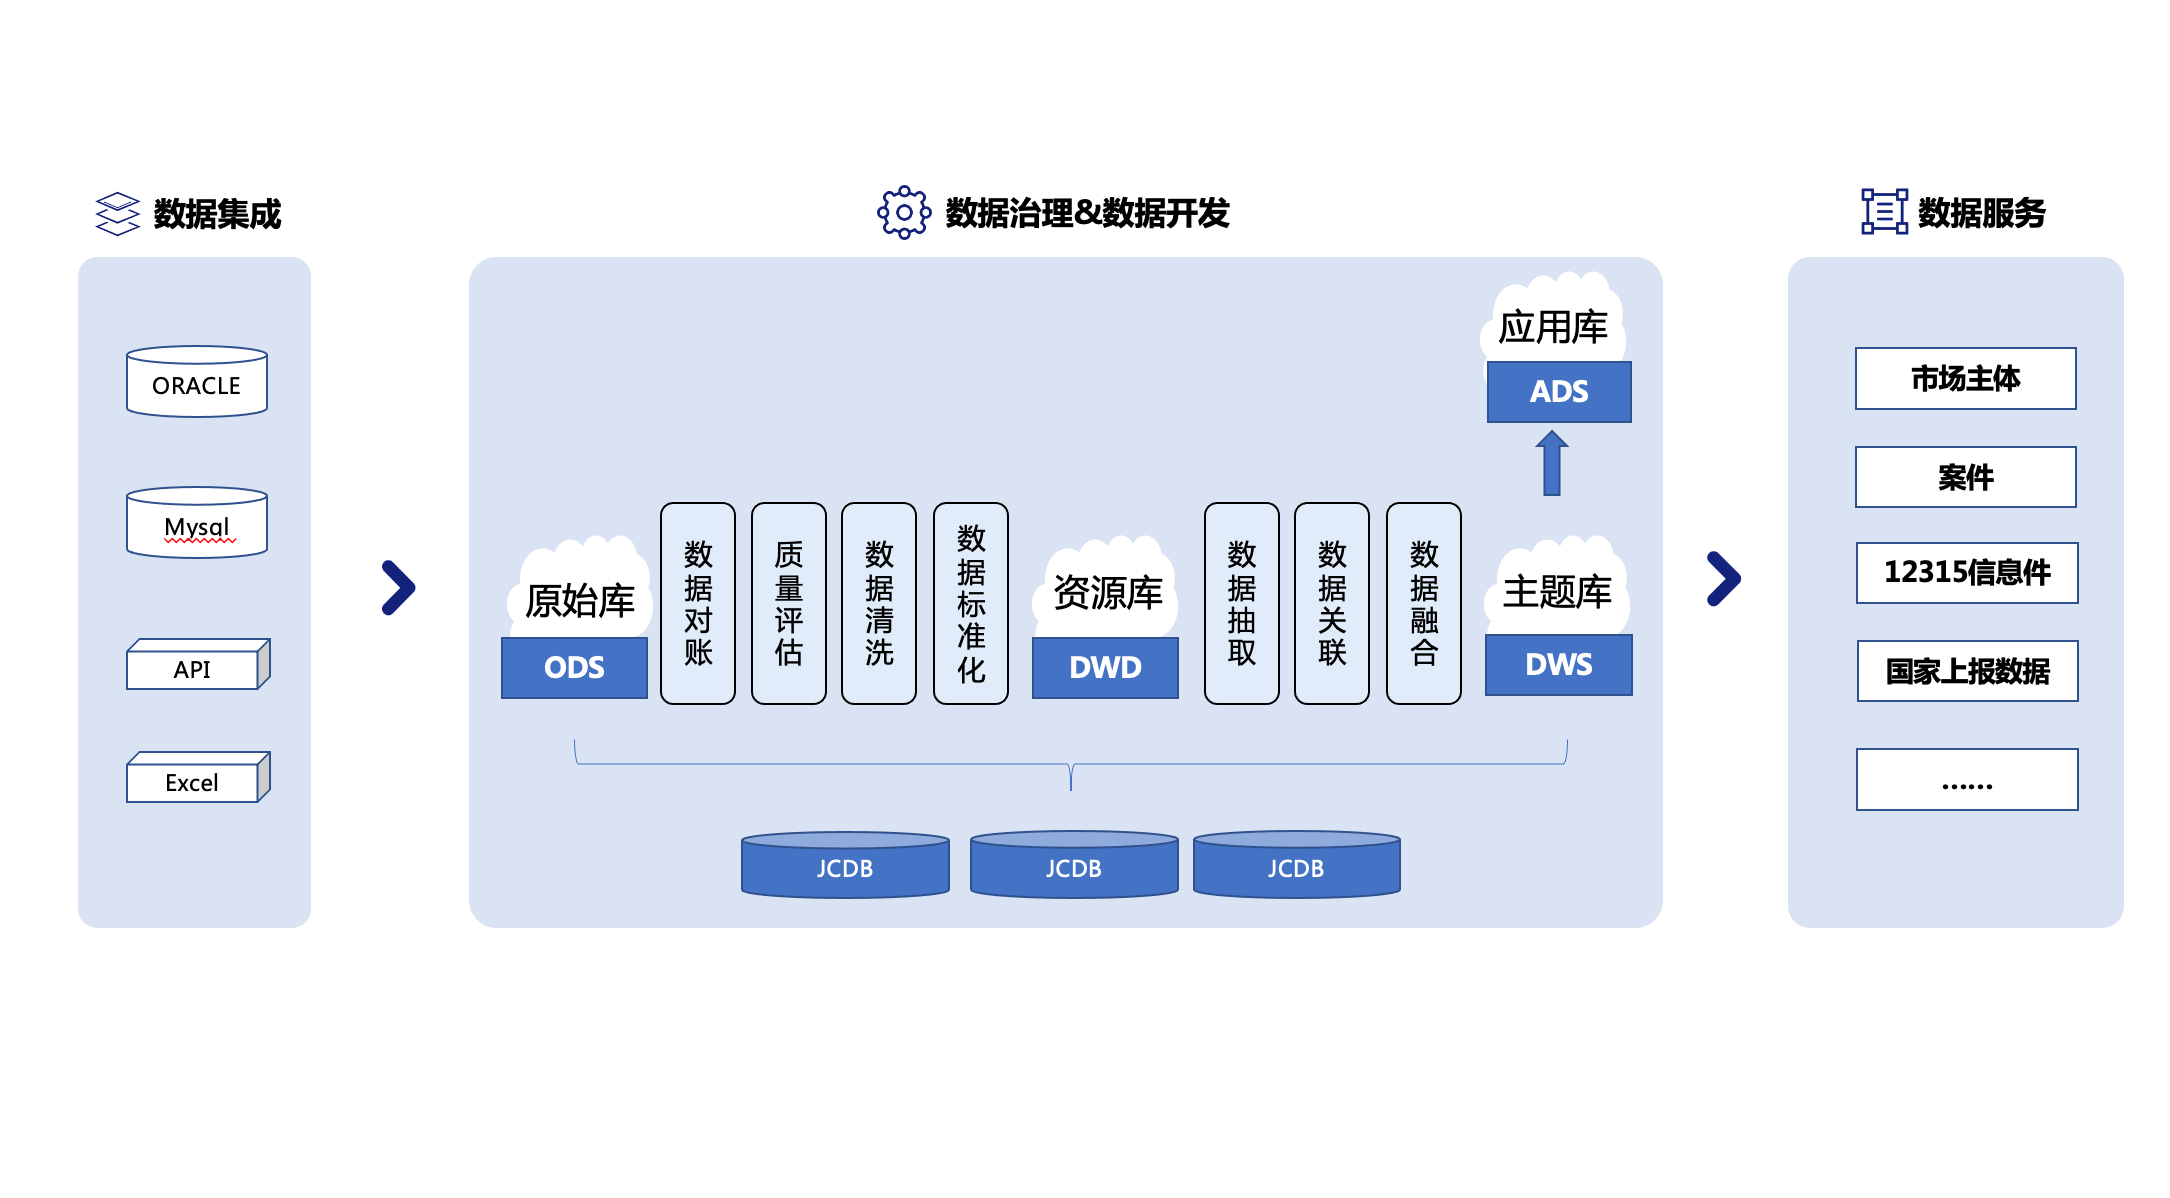 数据集成
ORACLE
Mysql
API
Excel
数据治理&数据开发
应用库
ADS
原始库
ODS
数据对账
质量评估
数据清洗
数据标准化
资源库
DWD
数据抽取
数据关联
数据融合
主题库
DWS
JCDB
JCDB
JCDB
数据服务
市场主体
案件
12315信息件
国家上报数据
......